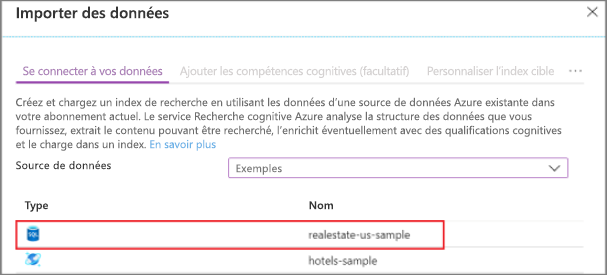 Importer des données
Se connecter à vos données Ajouter les compétences cognitives (facultatif) Personnaliser l'index cible ...
Créez et chargez un index de recherche en utilisant les données d'une source de données Azure existante dans
votre abonnement actuel. Le service Recherche cognitive Azure analyse la structure des données que vous
fournissez, extrait le contenu pouvant être recherché, l'enrichit éventuellement avec des qualifications cognitives
et le charge dans un index. En savoir plus
Source de données Exemples
Type Nom
SQL realestate-us-sample
hotels-sample